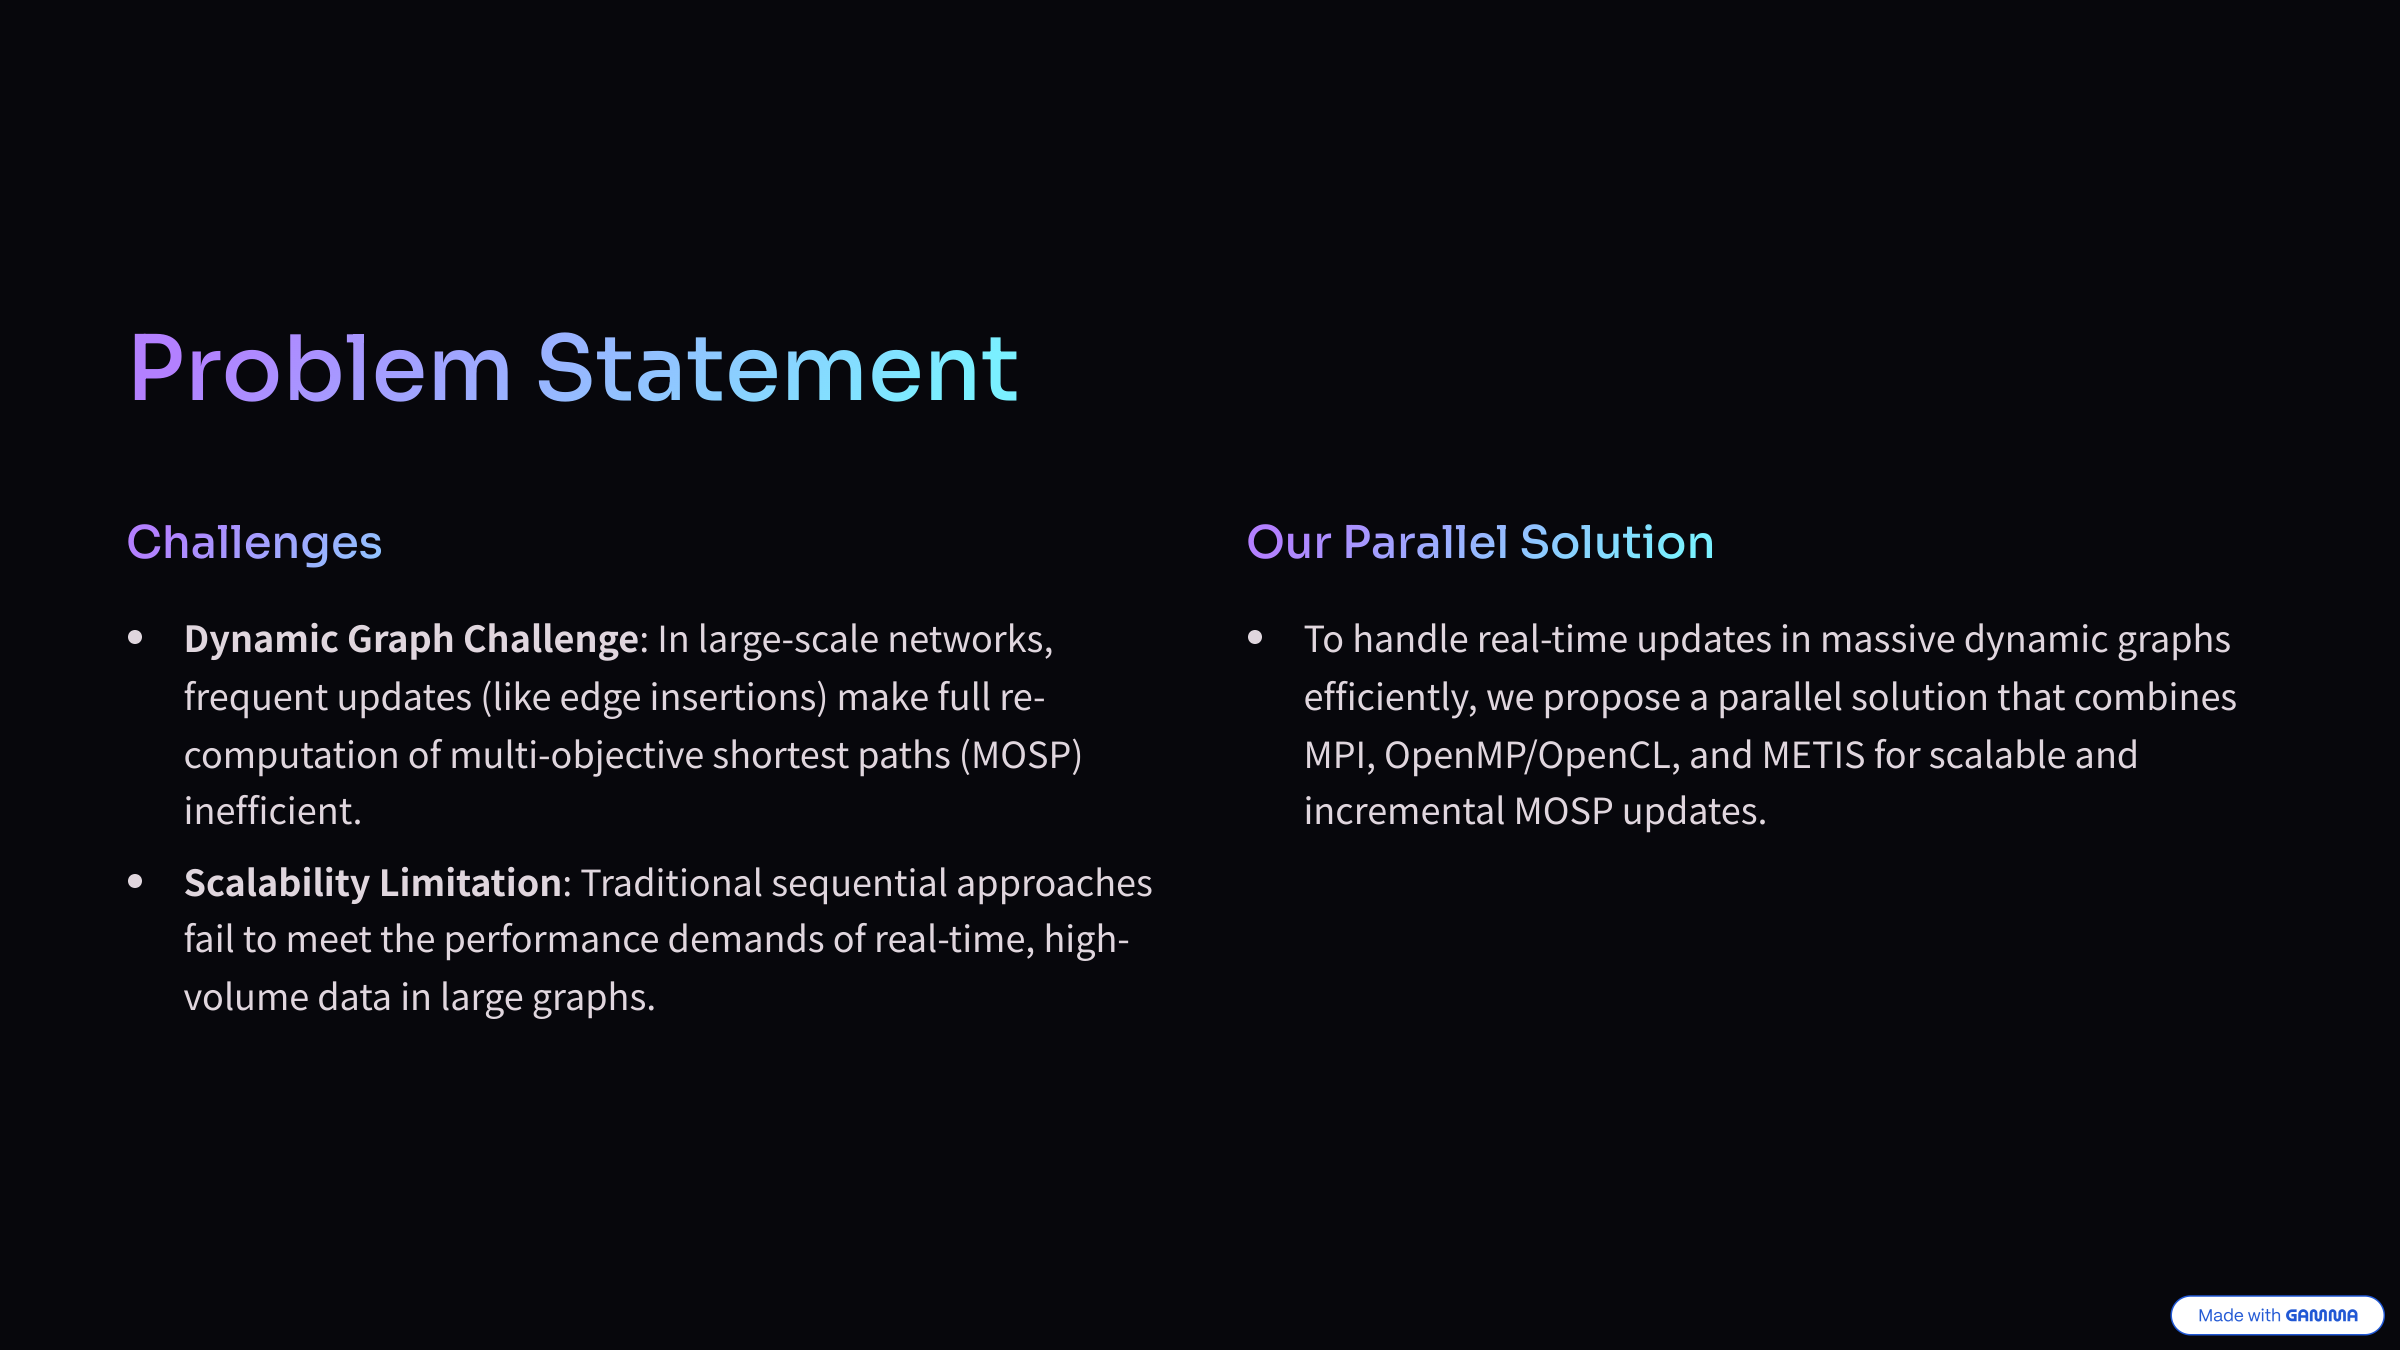 Problem Statement
Challenges
• Dynamic Graph Challenge: In large-scale networks,
frequent updates (like edge insertions) make full re-
computation of multi-objective shortest paths (MOSP)
inefficient.
• Scalability Limitation: Traditional sequential approaches
fail to meet the performance demands of real-time, high-
volume data in large graphs.
Our Parallel Solution
• To handle real-time updates in massive dynamic graphs
efficiently, we propose a parallel solution that combines
MPI, OpenMP/OpenCL, and METIS for scalable and
incremental MOSP updates.
Made with GAMMA